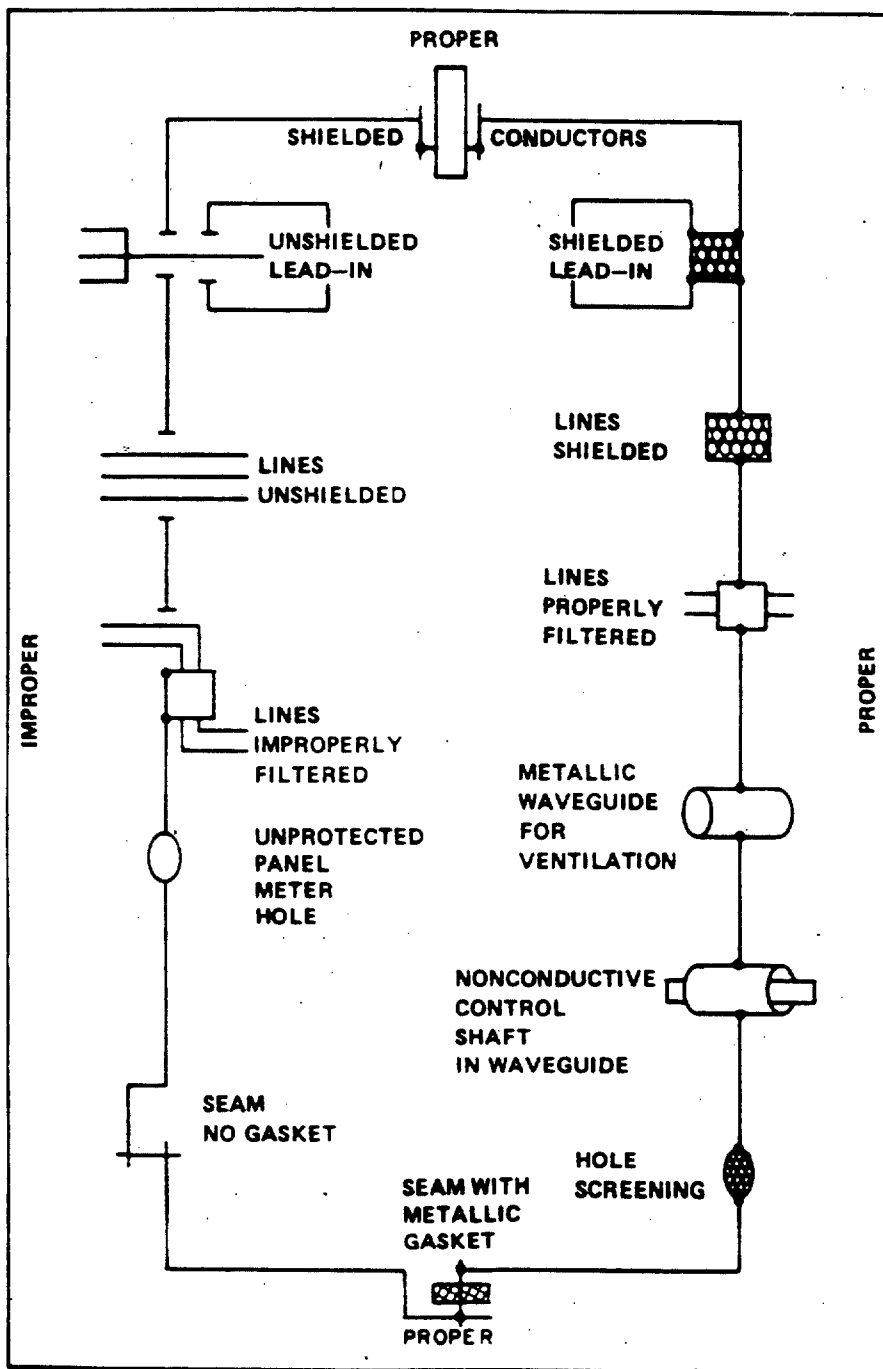 PROPER
SHIELDED CONDUCTORS
UNSHIELDED
LEAD-IN
SHIELDED
LEAD-IN
LINES
UNSHIELDED
LINES
SHIELDED
LINES
PROPERLY
FILTERED
IMPROPER
PROPER
LINES
IMPROPERLY
FILTERED
METALLIC
WAVEGUIDE
FOR
VENTILATION
UNPROTECTED
PANEL
METER
HOLE
NONCONDUCTIVE
CONTROL
SHAFT
IN WAVEGUIDE
SEAM
NO GASKET
HOLE
SCREENING
SEAM WITH
METALLIC
GASKET
PROPER